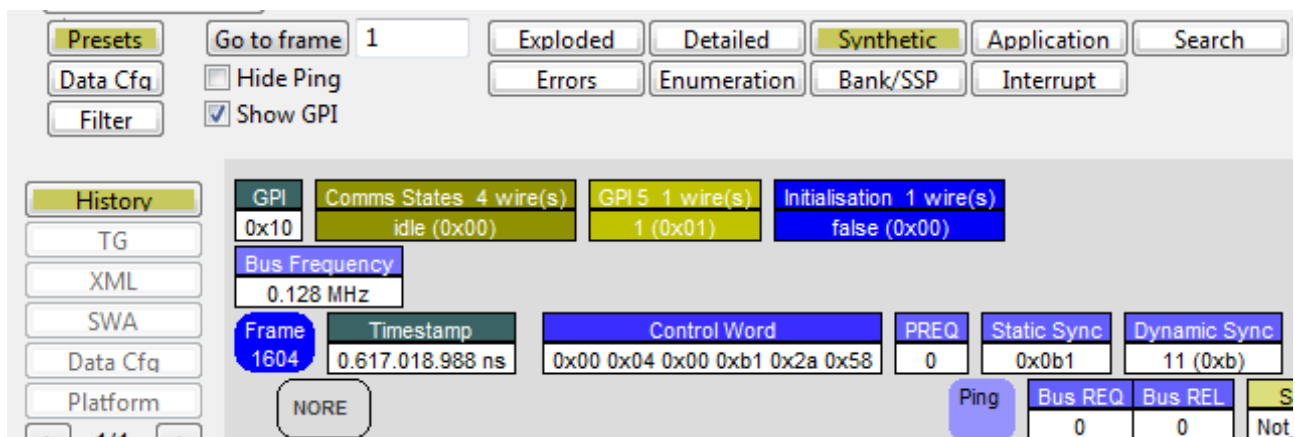 Presets Go to frame 1 Exploded Detailed Synthetic Application Search
Data Cfg Hide Ping Errors Enumeration Bank/SSP Interrupt
Filter Show GPI
History
TG
XML
SWA
Data Cfg
Platform
1/1
GPI Comms States 4 wire(s) GPI 5 1 wire(s) Initialisation 1 wire(s)
0x10 idle (0x00) 1 (0x01) false (0x00)
Bus Frequency
0.128 MHz
Frame Timestamp Control Word PREQ Static Sync Dynamic Sync
1604 0.617.018.988 ns 0x00 0x04 0x00 0xb1 0x2a 0x58 0 0x0b1 11 (0xb)
NORE Ping Bus REQ Bus REL S
0 0 Not